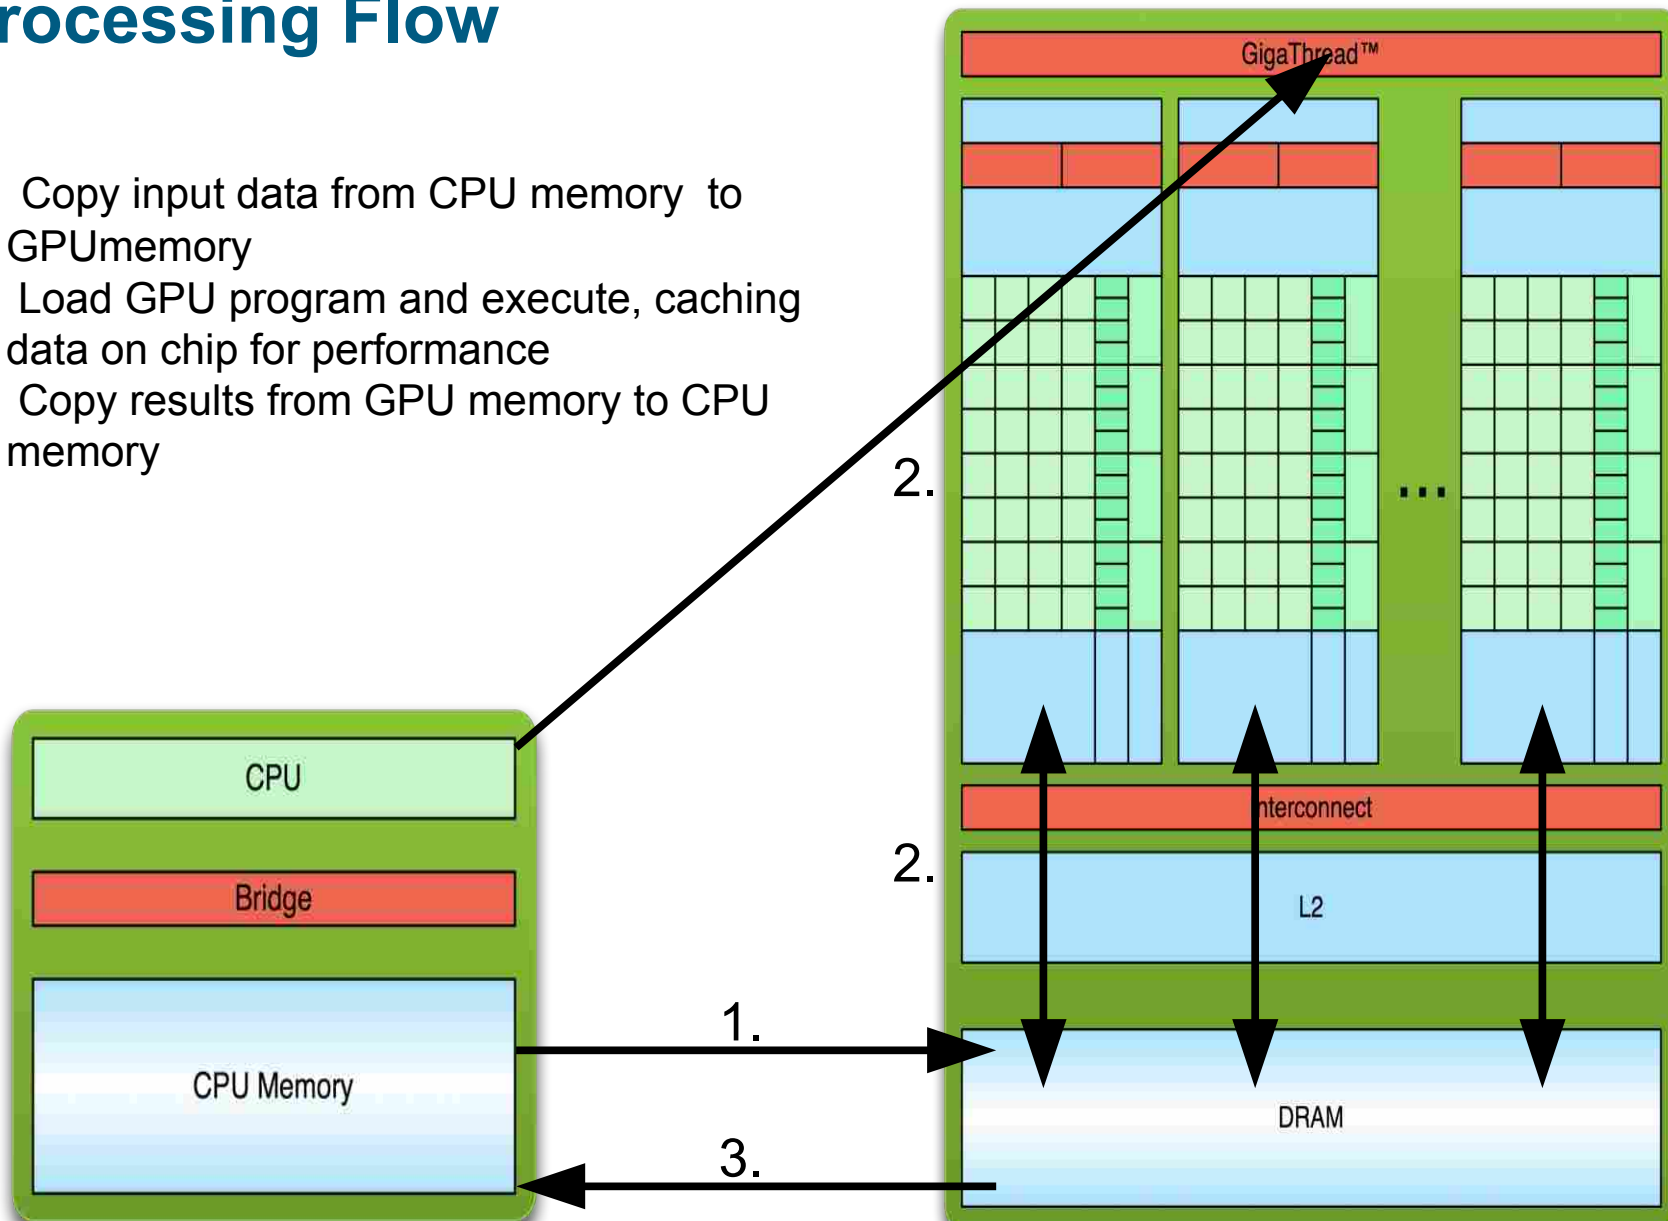 rocessing Flow
Copy input data from CPU memory to
GPUmemory
Load GPU program and execute, caching
data on chip for performance
Copy results from GPU memory to CPU
memory
GigaThread™
2.
...
CPU
Interconnect
2.
Bridge
L2
1.
CPU Memory
DRAM
3.